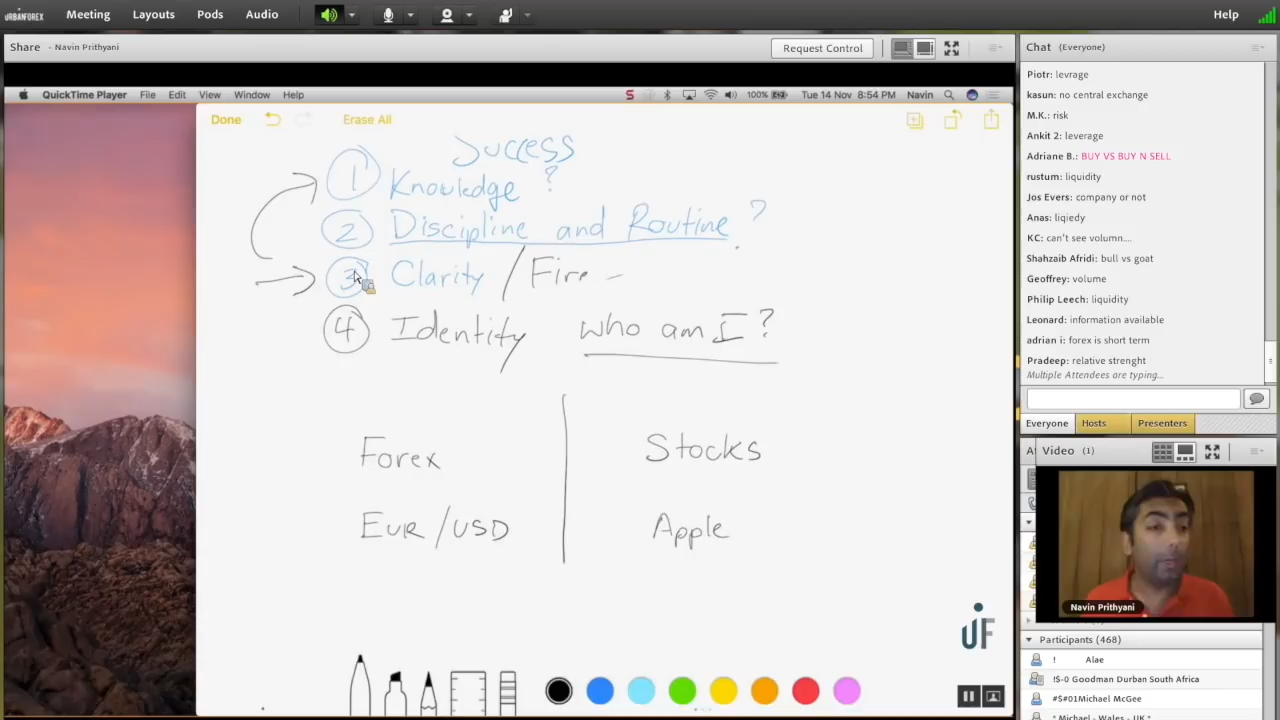 URBANFOREX Meeting Layouts Pods Audio Help
Share - Navin Prithyani
Request Control
QuickTime Player File Edit View Window Help
S 100% Tue 14 Nov 8:54 PM Navin
Done
Erase All
Success
1 Knowledge ?
2 Discipline and Routine ?
3 Clarity / Fire -
4 Identity who am I ?
Forex Stocks
EUR/USD Apple
UF
Chat (Everyone)
Piotr: levrage
kasun: no central exchange
M.K.: risk
Ankit 2: leverage
Adriane B.: BUY VS BUY N SELL
rustum: liquidity
Jos Evers: company or not
Anas: liqiedy
KC: can't see volumn....
Shahzaib Afridi: bull vs goat
Geoffrey: volume
Philip Leech: liquidity
Leonard: information available
adrian i: forex is short term
Pradeep: relative strenght
Multiple Attendees are typing...
Everyone Hosts Presenters
Video (1)
Navin Prithyani
Participants (468)
! Alae
!$-0 Goodman Durban South Africa
#$#01Michael McGee
* Michael - Wales - UK *